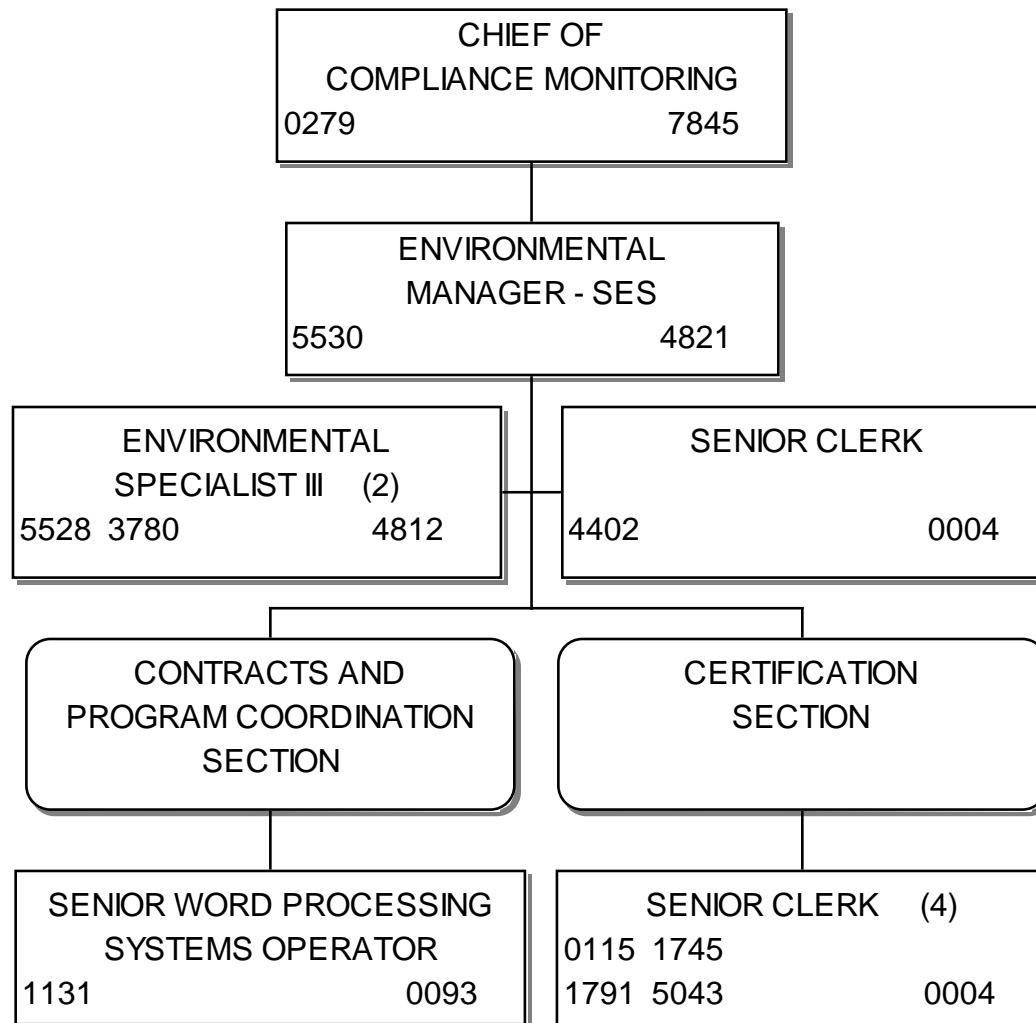 CHIEF OF
COMPLIANCE MONITORING
0279 7845
ENVIRONMENTAL
MANAGER - SES
5530 4821
ENVIRONMENTAL
SPECIALIST III (2)
5528 3780 4812
SENIOR CLERK
4402 0004
CONTRACTS AND
PROGRAM COORDINATION
SECTION
CERTIFICATION
SECTION
SENIOR WORD PROCESSING
SYSTEMS OPERATOR
1131 0093
SENIOR CLERK (4)
0115 1745
1791 5043 0004